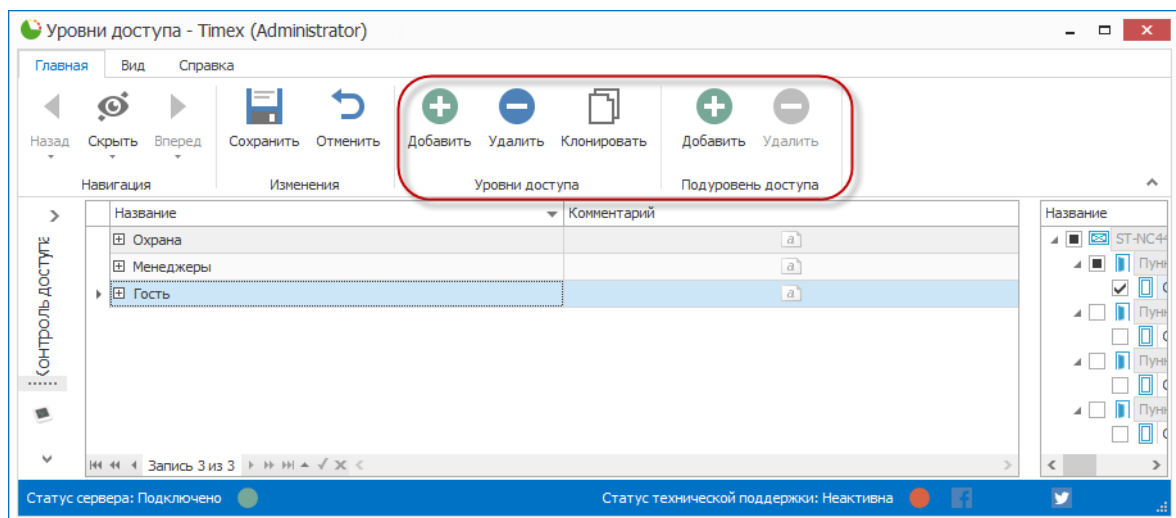 Уровни доступа - Timex (Administrator)
Главная Вид Справка
Назад Скрыть Вперед Сохранить Отменить Добавить Удалить Клонировать Добавить Удалить
Навигация Изменения Уровни доступа Подуровень доступа
Название Комментарий Название
Охрана
Менеджеры
Гость
Контроль доступа
ST-NC44
Запись 3 из 3
Статус сервера: Подключено Статус технической поддержки: Неактивна